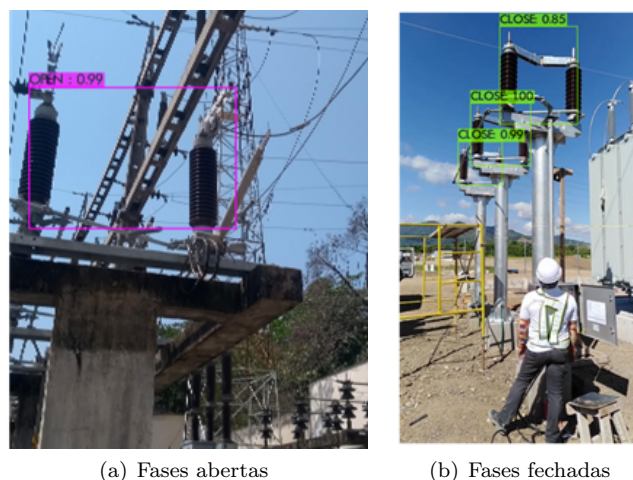 OPEN : 0.99
CLOSE: 0.85
CLOSE: 1.00
CLOSE: 0.99
(a) Fases abertas
(b) Fases fechadas